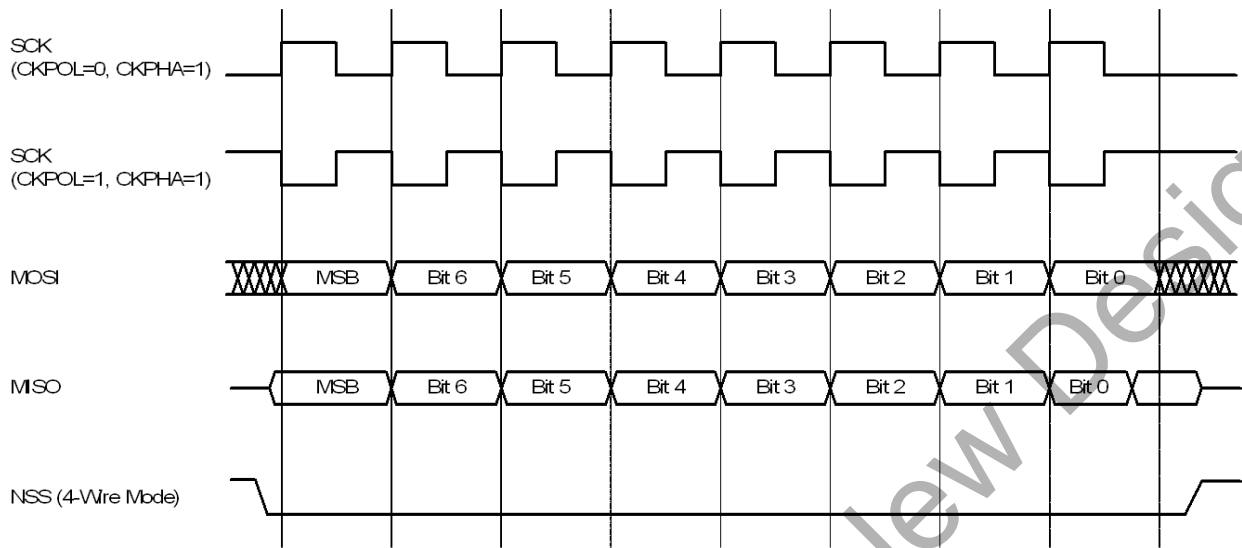 SCK
(CKPOL=0, CKPHA=1)
SCK
(CKPOL=1, CKPHA=1)
MOSI
MSB
Bit 6
Bit 5
Bit 4
Bit 3
Bit 2
Bit 1
Bit 0
MISO
MSB
Bit 6
Bit 5
Bit 4
Bit 3
Bit 2
Bit 1
Bit 0
NSS (4-Wire Mode)